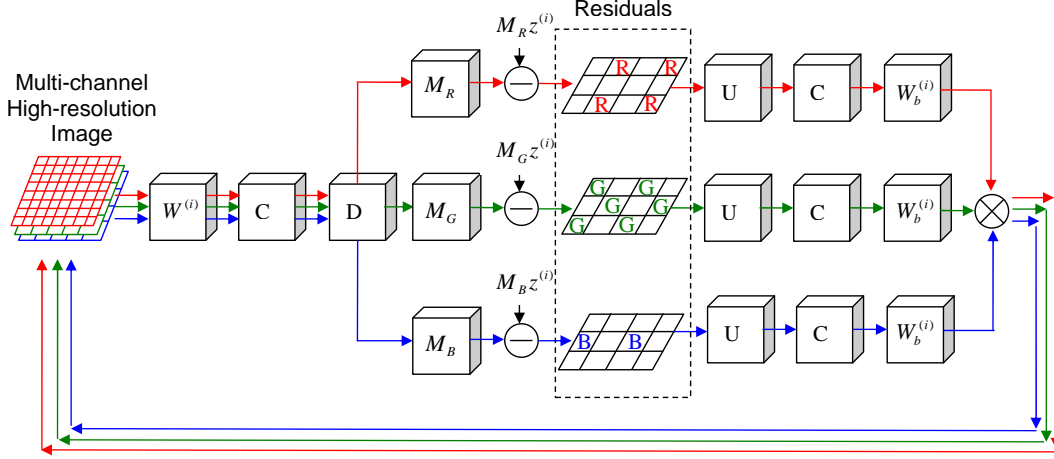 Residuals
Multi-channel
High-resolution
Image
M_R z^(i)
M_R
R R
R R
U
C
W_b^(i)
M_G z^(i)
W^(i)
C
D
M_G
G G
G G
G G
U
C
W_b^(i)
M_B z^(i)
M_B
B B
U
C
W_b^(i)